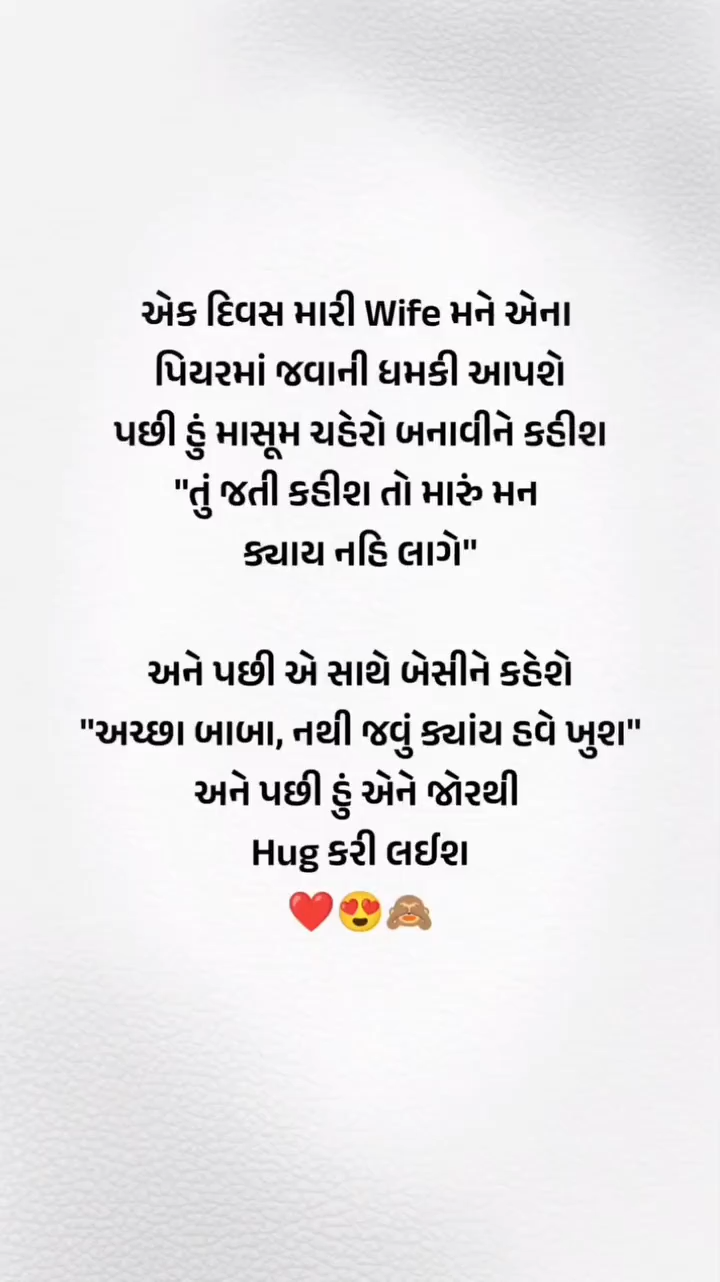 એક દિવસ મારી Wife મને એના
પિયરમાં જવાની ધમકી આપશે
પછી હું માસૂમ ચહેરો બનાવીને કહીશ
"તું જતી કહીશ તો મારું મન
ક્યાય નહિ લાગે"
અને પછી એ સાથે બેસીને કહેશે
"અચ્છા બાબા, નથી જવું ક્યાંય હવે ખુશ"
અને પછી હું એને જોરથી
Hug કરી લઈશ
❤️😍🙈